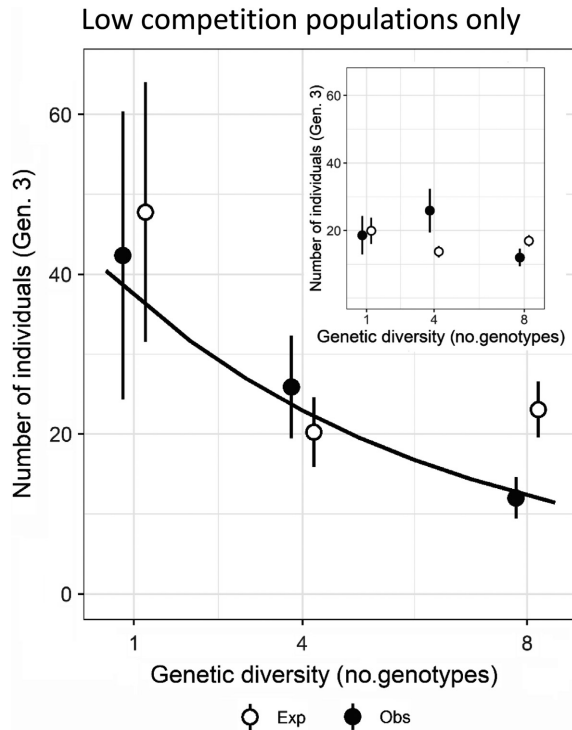 Low competition populations only
Number of individuals (Gen. 3)
60
40
20
0
1
4
8
Genetic diversity (no.genotypes)
Number of individuals (Gen. 3)
60
40
20
1
4
8
Genetic diversity (no.genotypes)
Exp
Obs